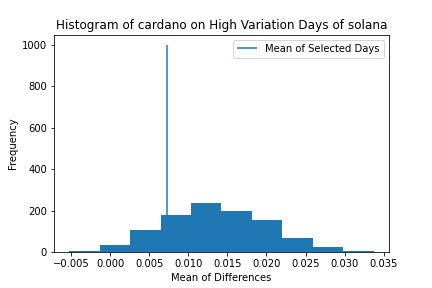 Histogram of cardano on High Variation Days of solana
Mean of Selected Days
Frequency
1000
800
600
400
200
0
−0.005 0.000 0.005 0.010 0.015 0.020 0.025 0.030 0.035
Mean of Differences